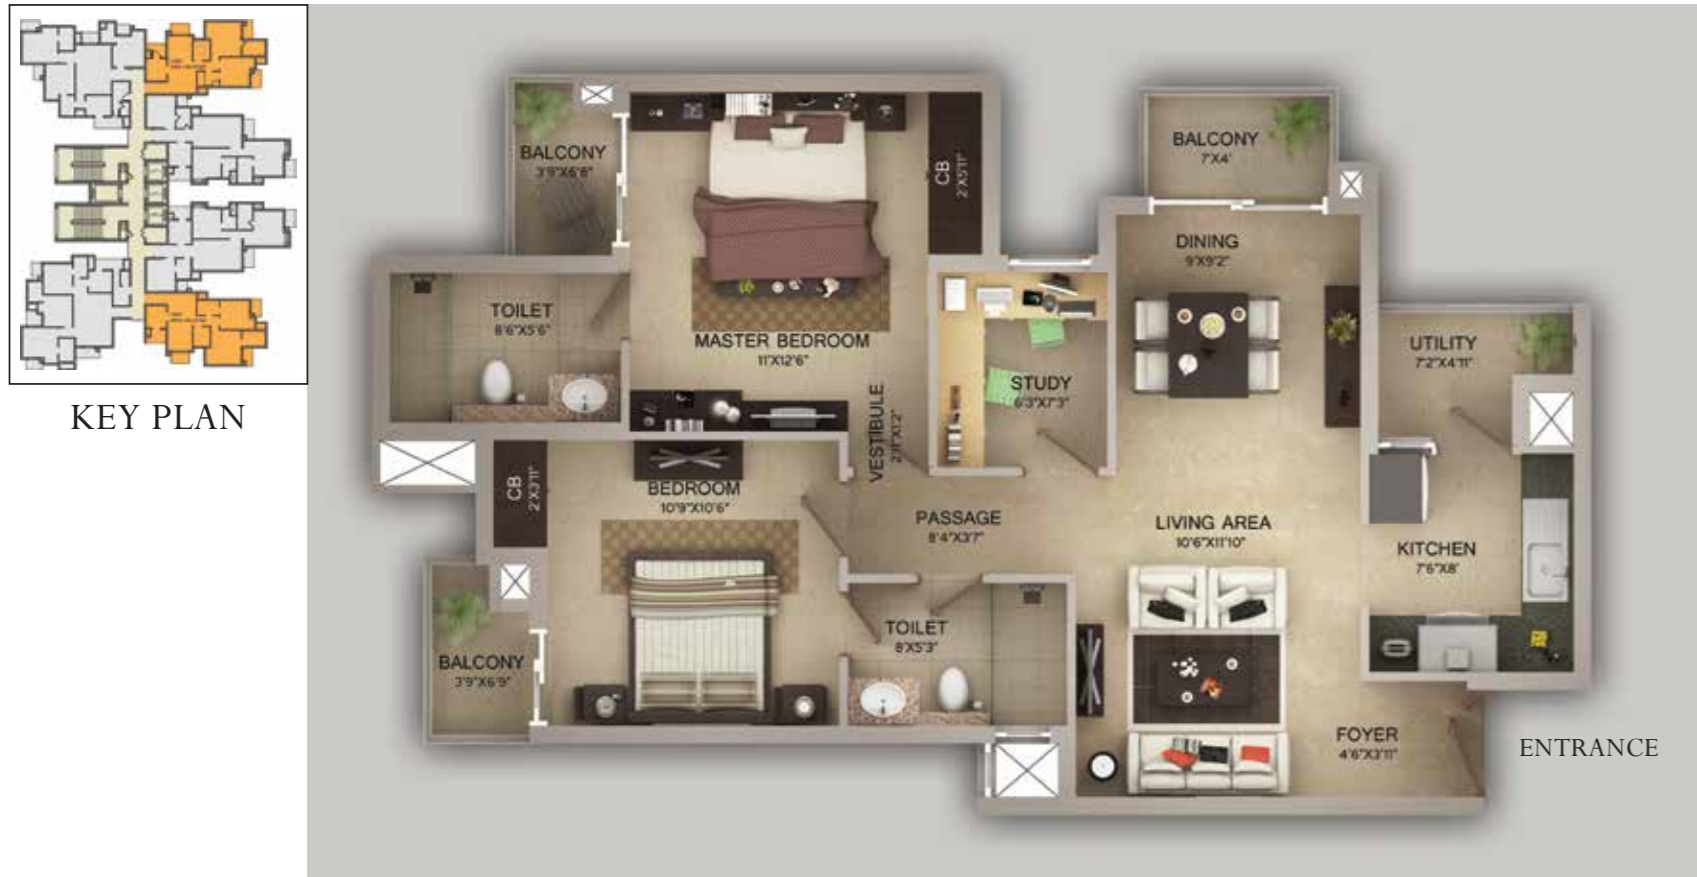 KEY PLAN
BALCONY
3'9"X6'6"
CB
2'X5'11"
BALCONY
7'X4'
DINING
9'X9'2"
TOILET
8'6"X5'6"
MASTER BEDROOM
11'X12'6"
STUDY
6'3"X7'3"
UTILITY
7'2"X4'11"
VESTIBULE
CB
2'X3'11"
BEDROOM
10'9"X10'6"
PASSAGE
8'4"X3'7"
LIVING AREA
10'6"X11'10"
KITCHEN
7'6"X8'
TOILET
8'X5'3"
BALCONY
3'9"X6'9"
FOYER
4'6"X3'11"
ENTRANCE